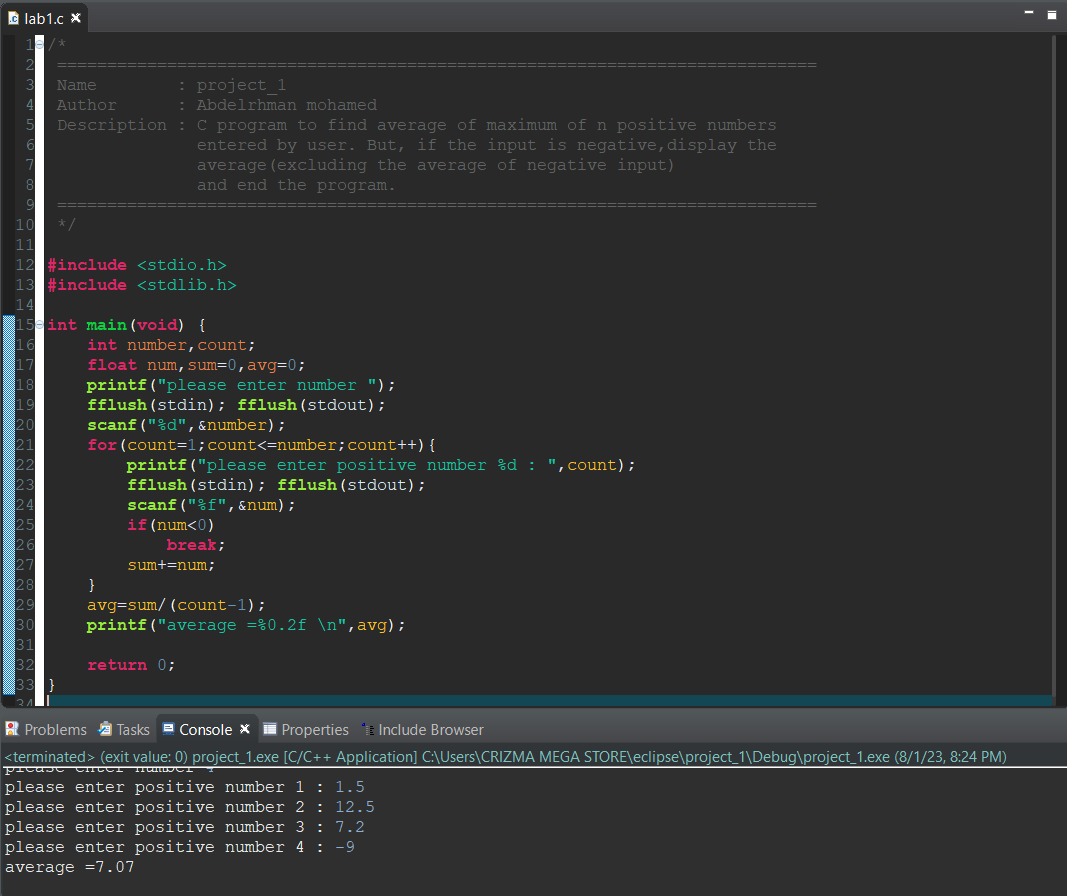 lab1.c
1 /*
2 ============================================================================
3 Name        : project_1
4 Author      : Abdelrhman mohamed
5 Description : C program to find average of maximum of n positive numbers
6               entered by user. But, if the input is negative,display the
7               average(excluding the average of negative input)
8               and end the program.
9 ============================================================================
10 */
11
12 #include <stdio.h>
13 #include <stdlib.h>
14
15 int main(void) {
16     int number,count;
17     float num,sum=0,avg=0;
18     printf("please enter number ");
19     fflush(stdin); fflush(stdout);
20     scanf("%d",&number);
21     for(count=1;count<=number;count++){
22         printf("please enter positive number %d : ",count);
23         fflush(stdin); fflush(stdout);
24         scanf("%f",&num);
25         if(num<0)
26             break;
27         sum+=num;
28     }
29     avg=sum/(count-1);
30     printf("average =%0.2f \n",avg);
31
32     return 0;
33 }
34
Problems Tasks Console Properties Include Browser
<terminated> (exit value: 0) project_1.exe [C/C++ Application] C:\Users\CRIZMA MEGA STORE\eclipse\project_1\Debug\project_1.exe (8/1/23, 8:24 PM)
please enter number 4
please enter positive number 1 : 1.5
please enter positive number 2 : 12.5
please enter positive number 3 : 7.2
please enter positive number 4 : -9
average =7.07